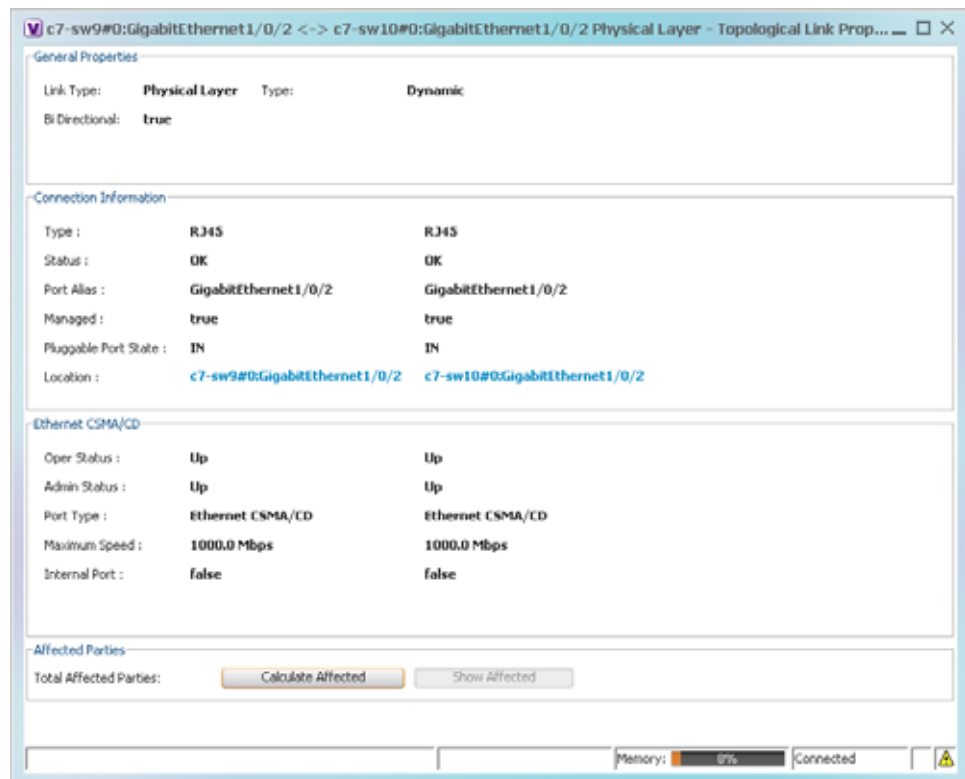 V c7-sw9#0:GigabitEthernet1/0/2 <-> c7-sw10#0:GigabitEthernet1/0/2 Physical Layer - Topological Link Prop...
General Properties
Link Type: Physical Layer Type: Dynamic
Bi Directional: true
Connection Information
Type : RJ45 RJ45
Status : OK OK
Port Alias : GigabitEthernet1/0/2 GigabitEthernet1/0/2
Managed : true true
Pluggable Port State : IN IN
Location : c7-sw9#0:GigabitEthernet1/0/2 c7-sw10#0:GigabitEthernet1/0/2
Ethernet CSMA/CD
Oper Status : Up Up
Admin Status : Up Up
Port Type : Ethernet CSMA/CD Ethernet CSMA/CD
Maximum Speed : 1000.0 Mbps 1000.0 Mbps
Internal Port : false false
Affected Parties
Total Affected Parties: Calculate Affected Show Affected
Memory: 8% Connected